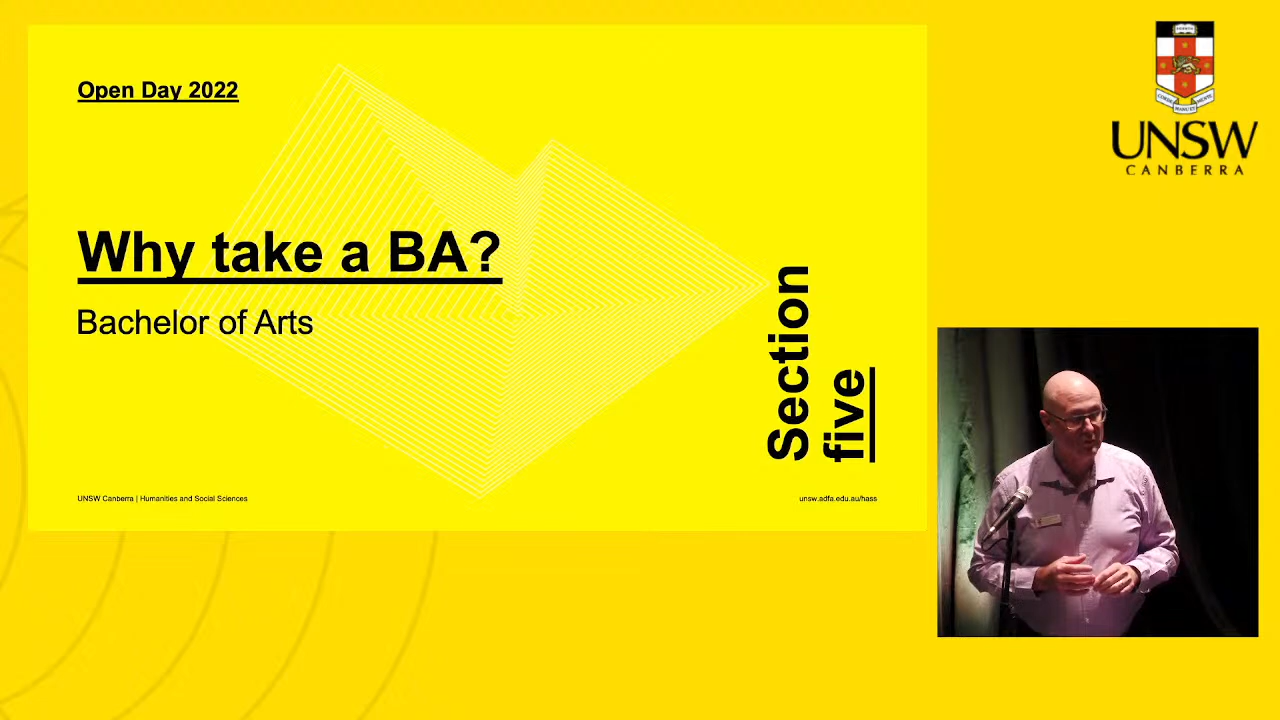 Open Day 2022
Why take a BA?
Bachelor of Arts
Section
five
UNSW Canberra | Humanities and Social Sciences
unsw.adfa.edu.au/hass
UNSW
CANBERRA